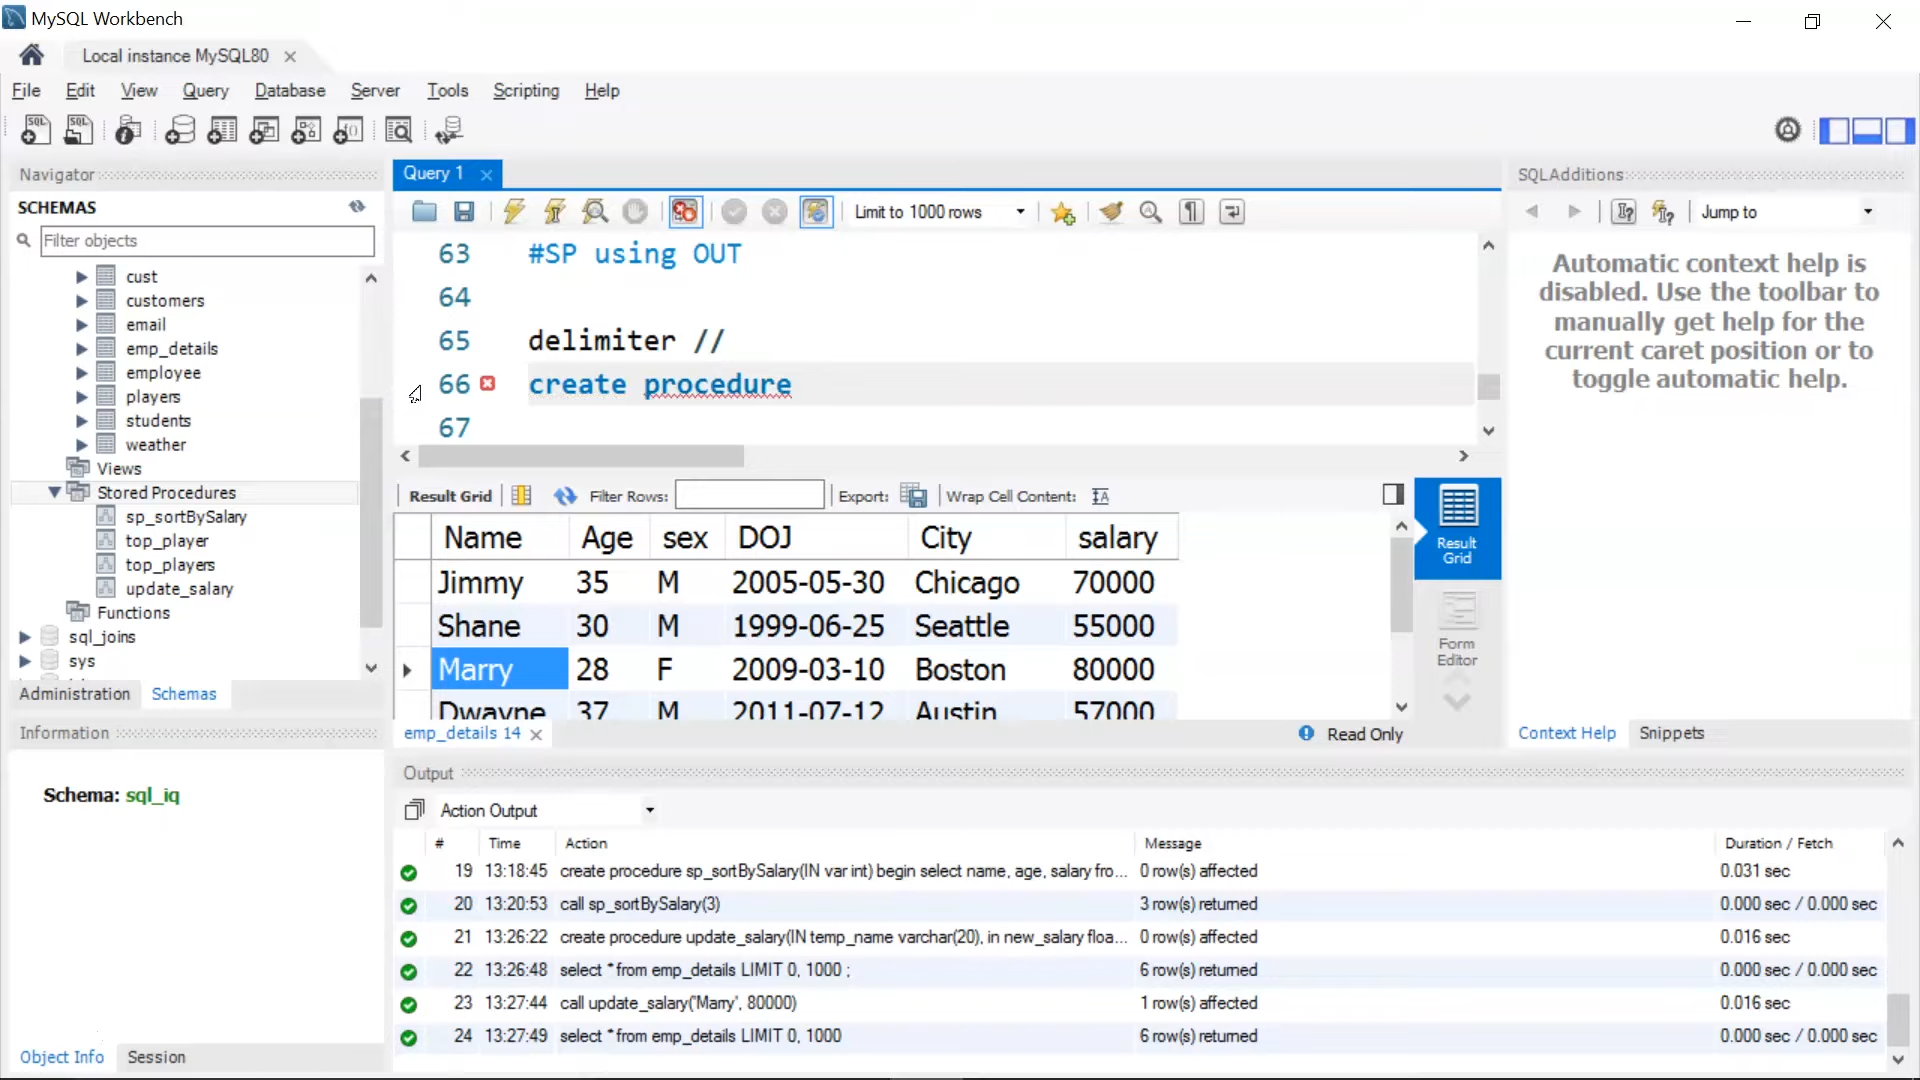 MySQL Workbench
Local instance MySQL80
File Edit View Query Database Server Tools Scripting Help
Navigator
SCHEMAS
Filter objects
cust
customers
email
emp_details
employee
players
students
weather
Views
Stored Procedures
sp_sortBySalary
top_player
top_players
update_salary
Functions
sql_joins
sys
Administration Schemas
Information
Schema: sql_iq
Object Info Session
Query 1
Limit to 1000 rows
63 #SP using OUT
64
65 delimiter //
66 create procedure
67
Result Grid Filter Rows: Export: Wrap Cell Content:
Name Age sex DOJ City salary
Jimmy 35 M 2005-05-30 Chicago 70000
Shane 30 M 1999-06-25 Seattle 55000
Marry 28 F 2009-03-10 Boston 80000
Dwayne 37 M 2011-07-12 Austin 57000
Result
Grid
Form
Editor
emp_details 14 Read Only
SQLAdditions
Jump to
Automatic context help is
disabled. Use the toolbar to
manually get help for the
current caret position or to
toggle automatic help.
Context Help Snippets
Output
Action Output
# Time Action Message Duration / Fetch
19 13:18:45 create procedure sp_sortBySalary(IN var int) begin select name, age, salary fro... 0 row(s) affected 0.031 sec
20 13:20:53 call sp_sortBySalary(3) 3 row(s) returned 0.000 sec / 0.000 sec
21 13:26:22 create procedure update_salary(IN temp_name varchar(20), in new_salary floa... 0 row(s) affected 0.016 sec
22 13:26:48 select * from emp_details LIMIT 0, 1000 ; 6 row(s) returned 0.000 sec / 0.000 sec
23 13:27:44 call update_salary('Marry', 80000) 1 row(s) affected 0.016 sec
24 13:27:49 select * from emp_details LIMIT 0, 1000 6 row(s) returned 0.000 sec / 0.000 sec